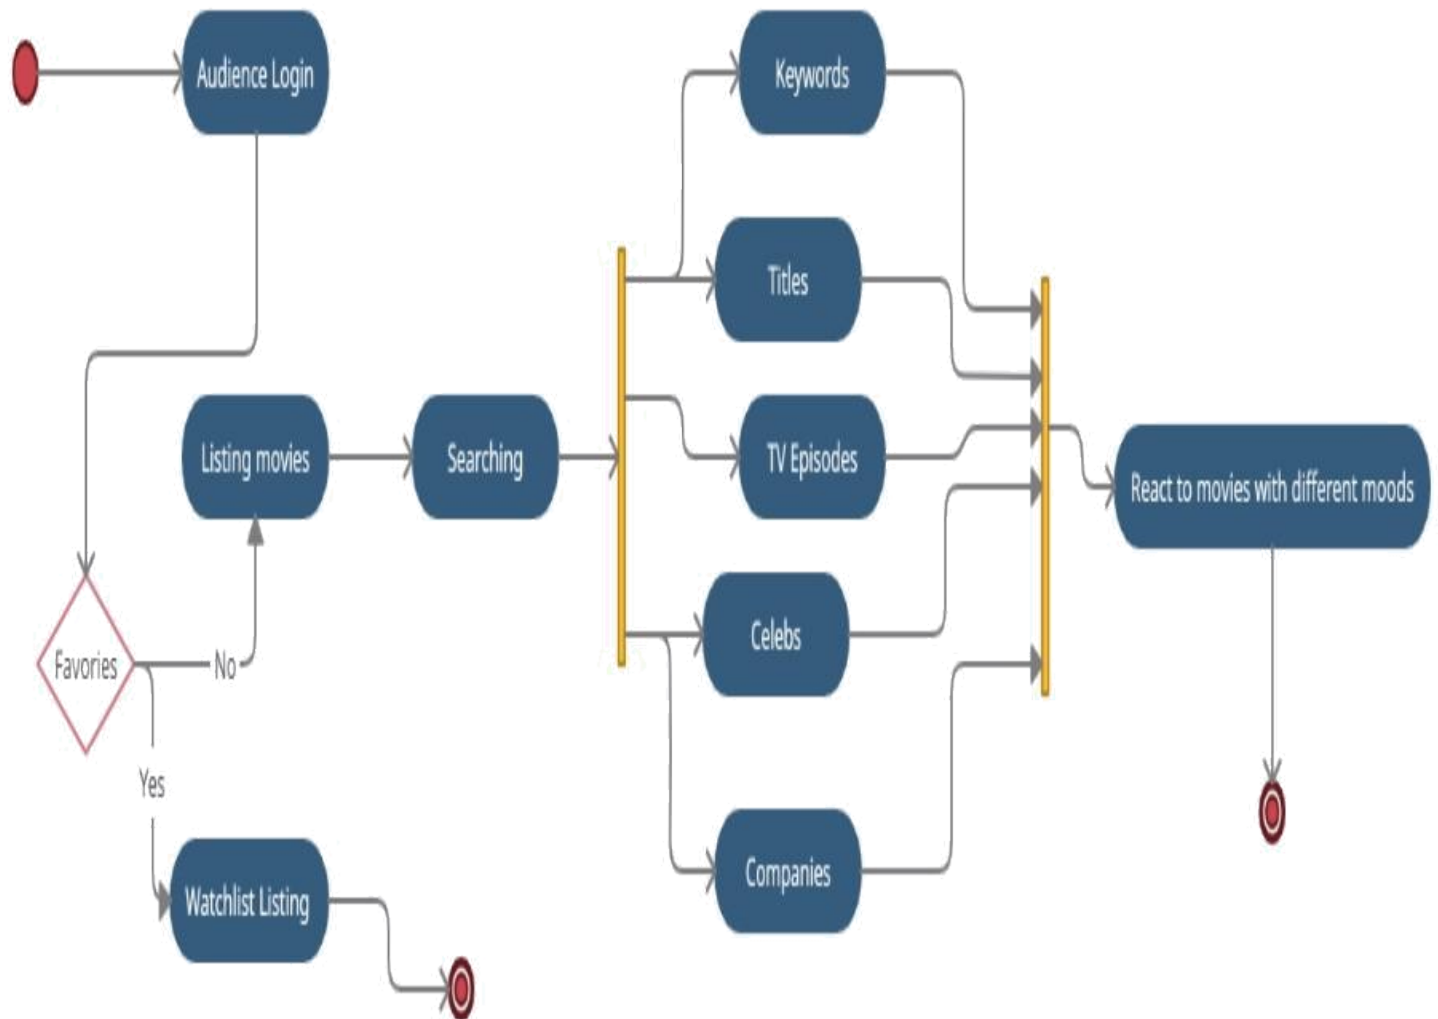 Audience Login
Keywords
Titles
Listing movies
Searching
TV Episodes
React to movies with different moods
Favories
No
Celebs
Yes
Watchlist Listing
Companies